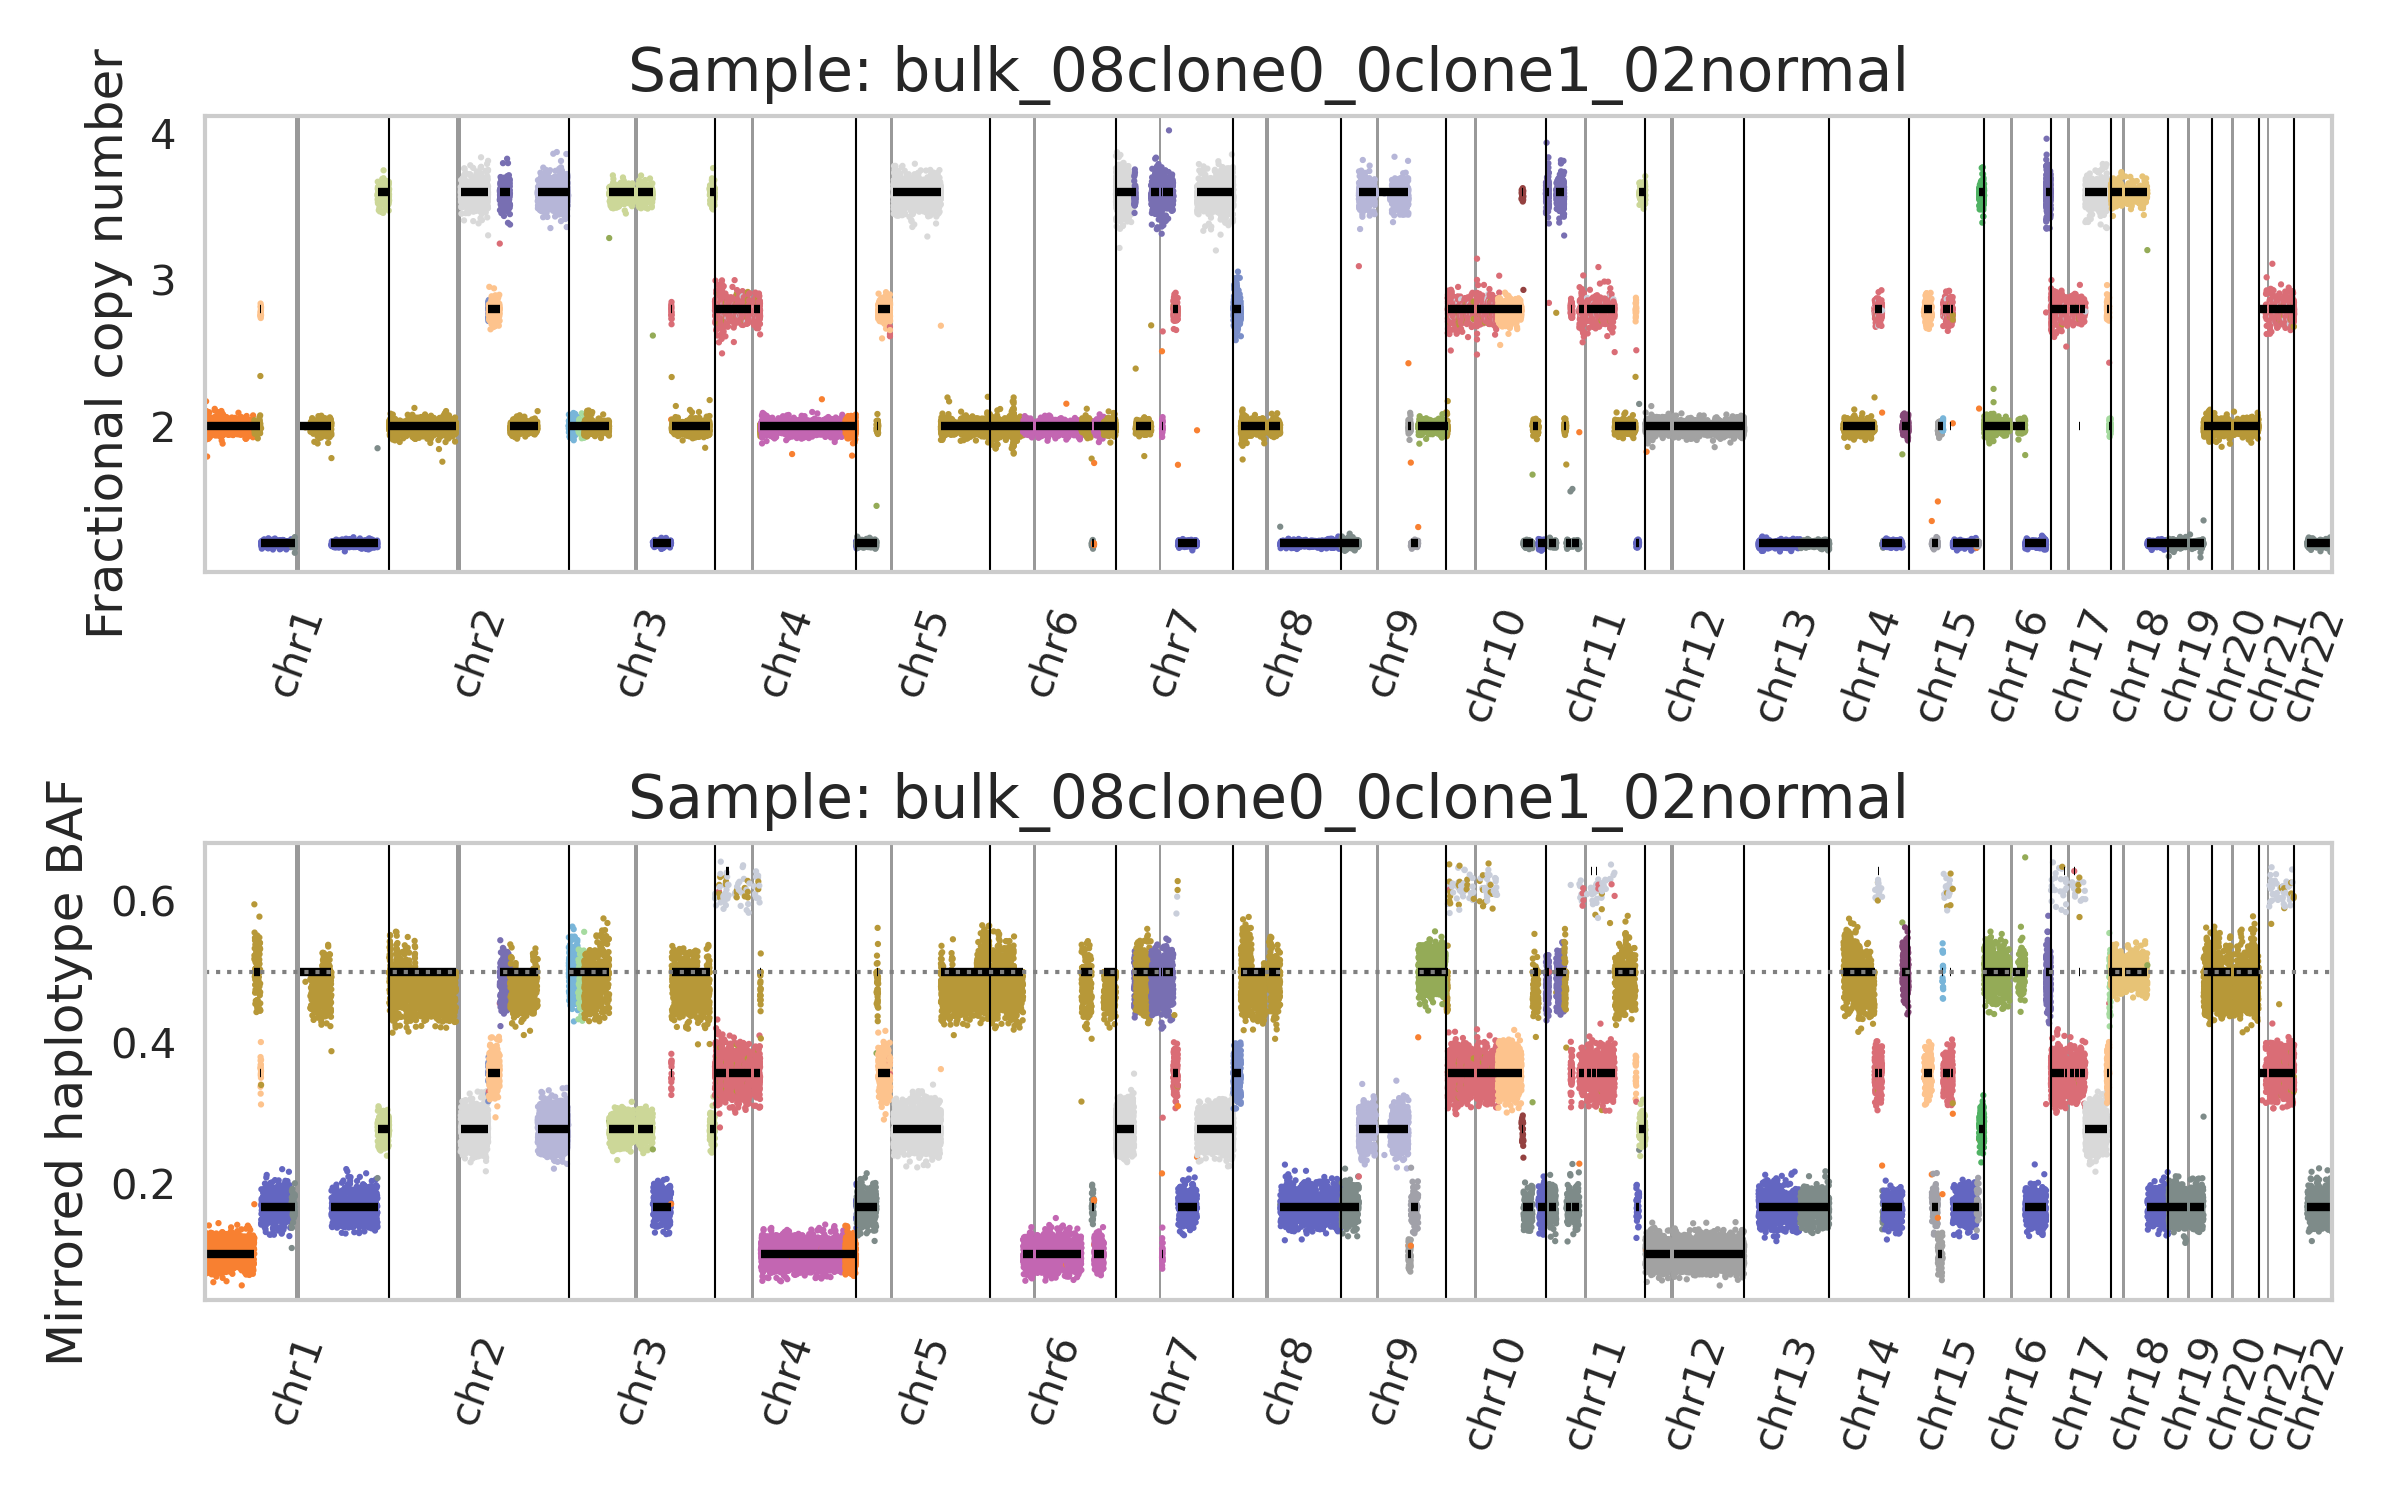 Sample: bulk_08clone0_0clone1_02normal
Fractional copy number
4
3
2
chr1
chr2
chr3
chr4
chr5
chr6
chr7
chr8
chr9
chr10
chr11
chr12
chr13
chr14
chr15
chr16
chr17
chr18
chr19
chr20
chr21
chr22
Sample: bulk_08clone0_0clone1_02normal
Mirrored haplotype BAF
0.6
0.4
0.2
chr1
chr2
chr3
chr4
chr5
chr6
chr7
chr8
chr9
chr10
chr11
chr12
chr13
chr14
chr15
chr16
chr17
chr18
chr19
chr20
chr21
chr22